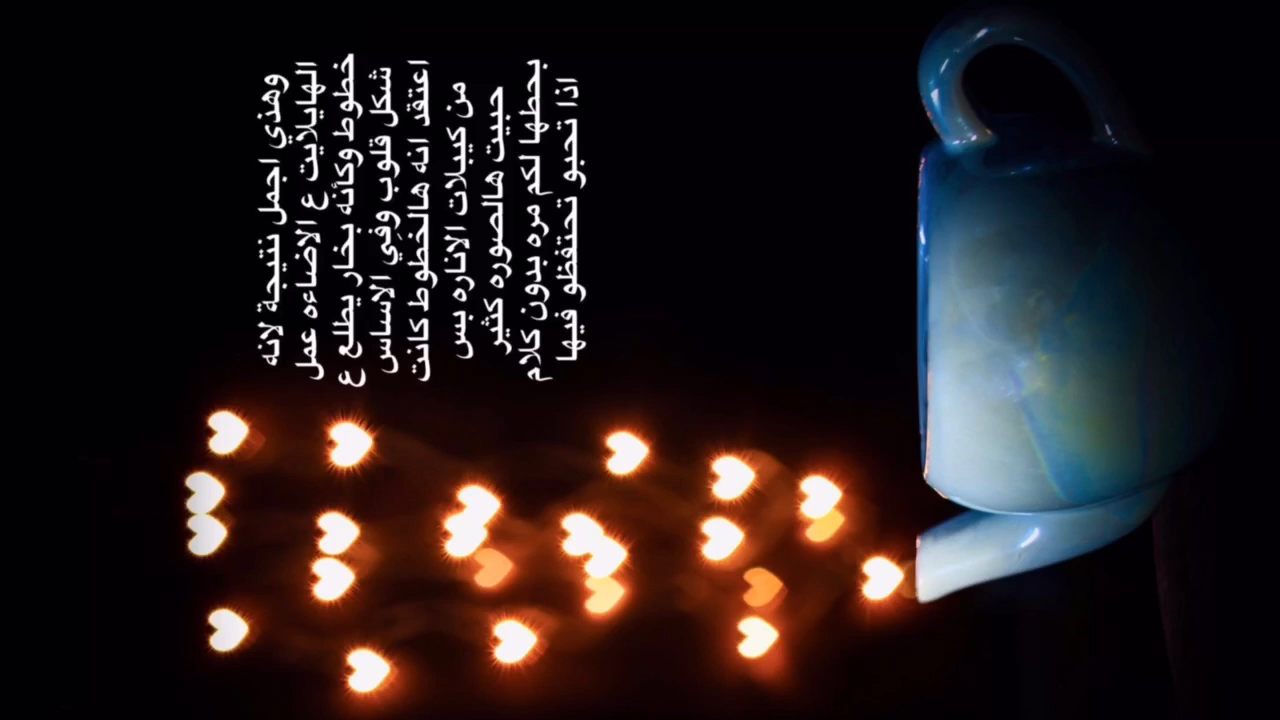 وهذي اجمل نتيجة لانه
الهايلايت ع الاضاءه عمل
خطوط وكأنه بخار يطلع ع
شكل قلوب وفي الاساس
اعتقد انه هالخطوط كانت
من كيبلات الاناره بس
حبيت هالصوره كثير
بحطها لكم مره بدون كلام
اذا تحبو تحتفظو فيها